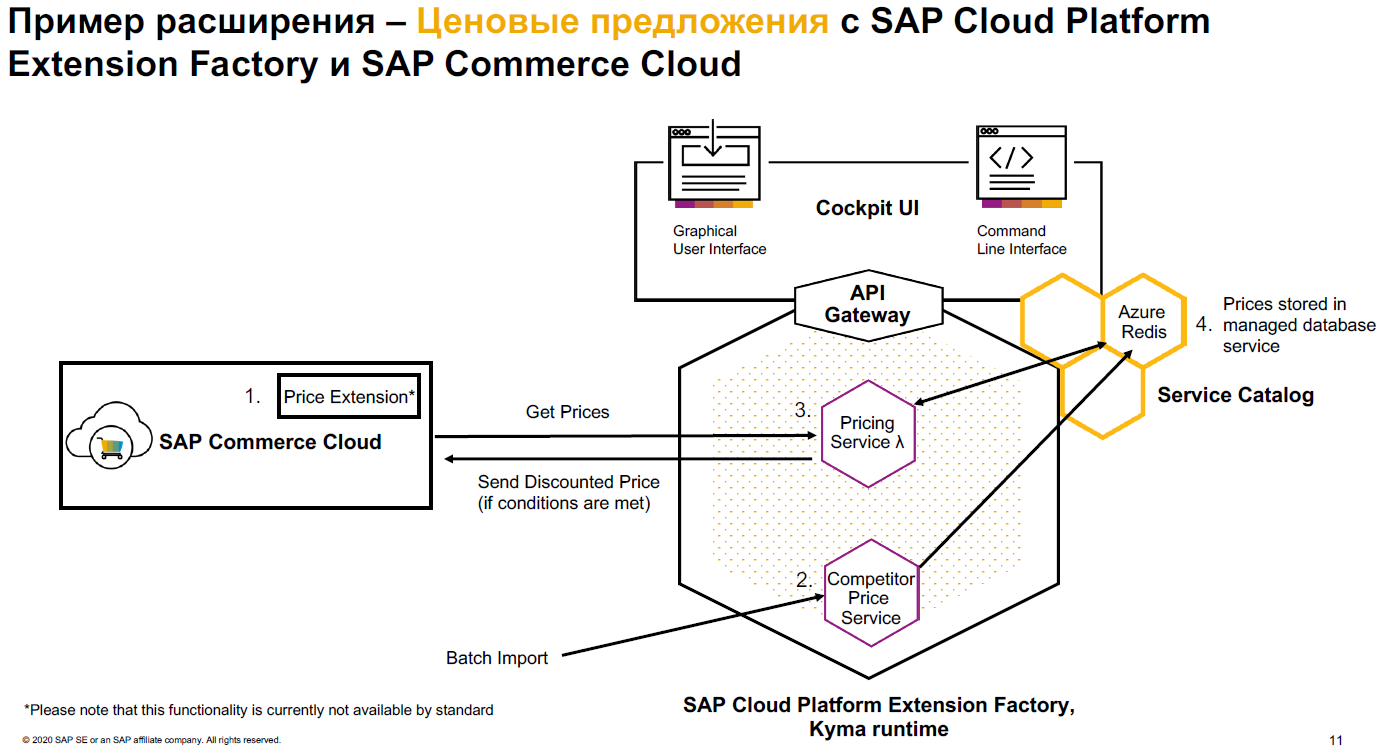 Пример расширения – Ценовые предложения с SAP Cloud Platform
Extension Factory и SAP Commerce Cloud
Cockpit UI
Graphical
User Interface
Command
Line Interface
API
Gateway
Azure
Redis
4.
Prices stored in
managed database
service
Service Catalog
1.
Price Extension*
SAP Commerce Cloud
Get Prices
Send Discounted Price
(if conditions are met)
3.
Pricing
Service λ
2.
Competitor
Price
Service
Batch Import
SAP Cloud Platform Extension Factory,
Kyma runtime
*Please note that this functionality is currently not available by standard
© 2020 SAP SE or an SAP affiliate company. All rights reserved.
11